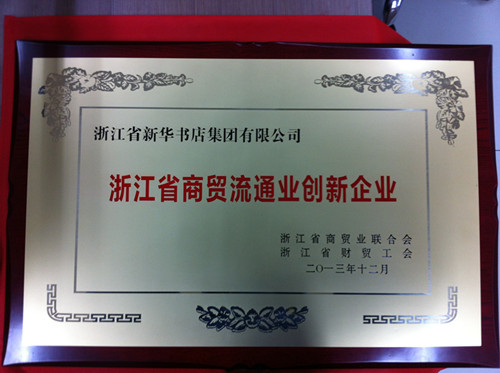 浙江省新华书店集团有限公司
浙江省商贸流通业创新企业
浙江省商贸业联合会
浙江省财贸工会
二〇一三年十二月